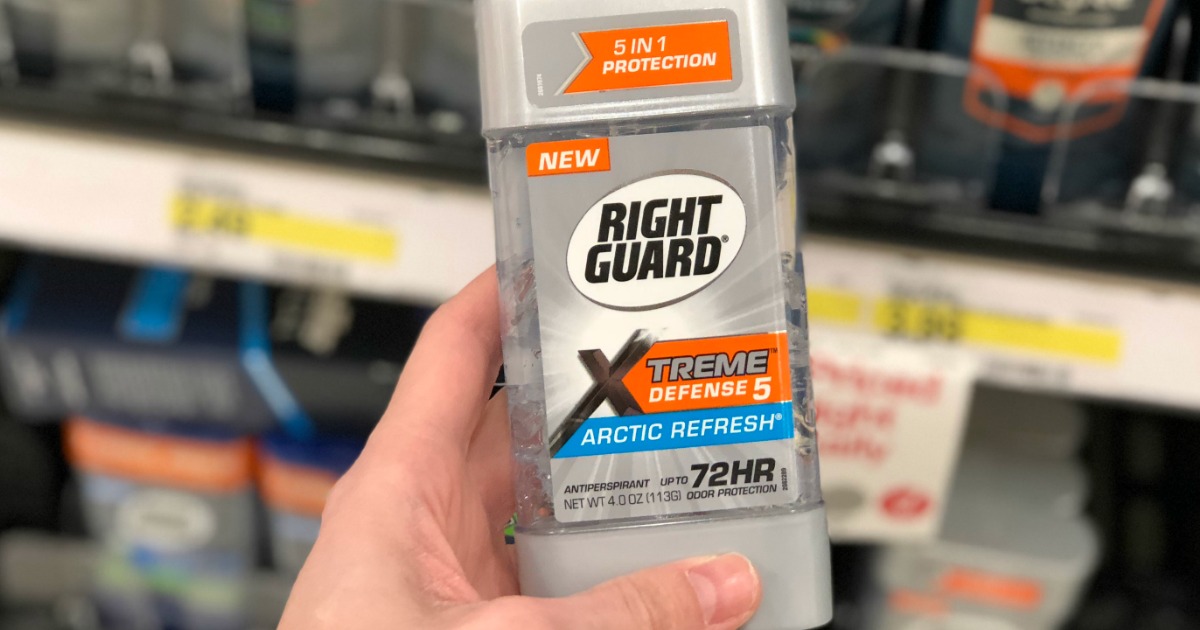 5 IN 1
PROTECTION
NEW
RIGHT
GUARD®
XTREME™
DEFENSE 5
ARCTIC REFRESH®
ANTIPERSPIRANT UP TO 72HR
NET WT 4.0 OZ (113G) ODOR PROTECTION